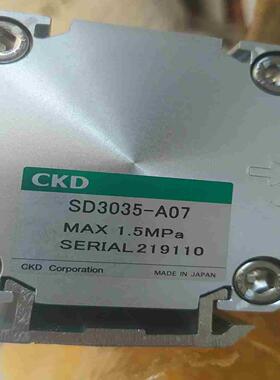 CKD
SD3035-A07
MAX 1.5MPa
SERIAL 219110
CKD Corporation MADE IN JAPAN